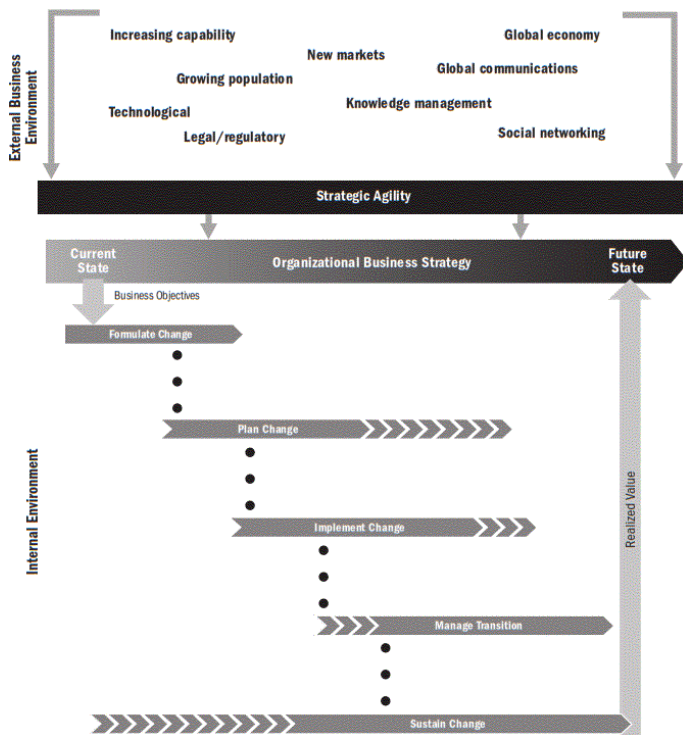 External Business
Environment
Increasing capability
Global economy
New markets
Global communications
Growing population
Knowledge management
Technological
Legal/regulatory
Social networking
Strategic Agility
Current
State
Organizational Business Strategy
Future
State
Business Objectives
Internal Environment
Formulate Change
Plan Change
Implement Change
Manage Transition
Sustain Change
Realized Value